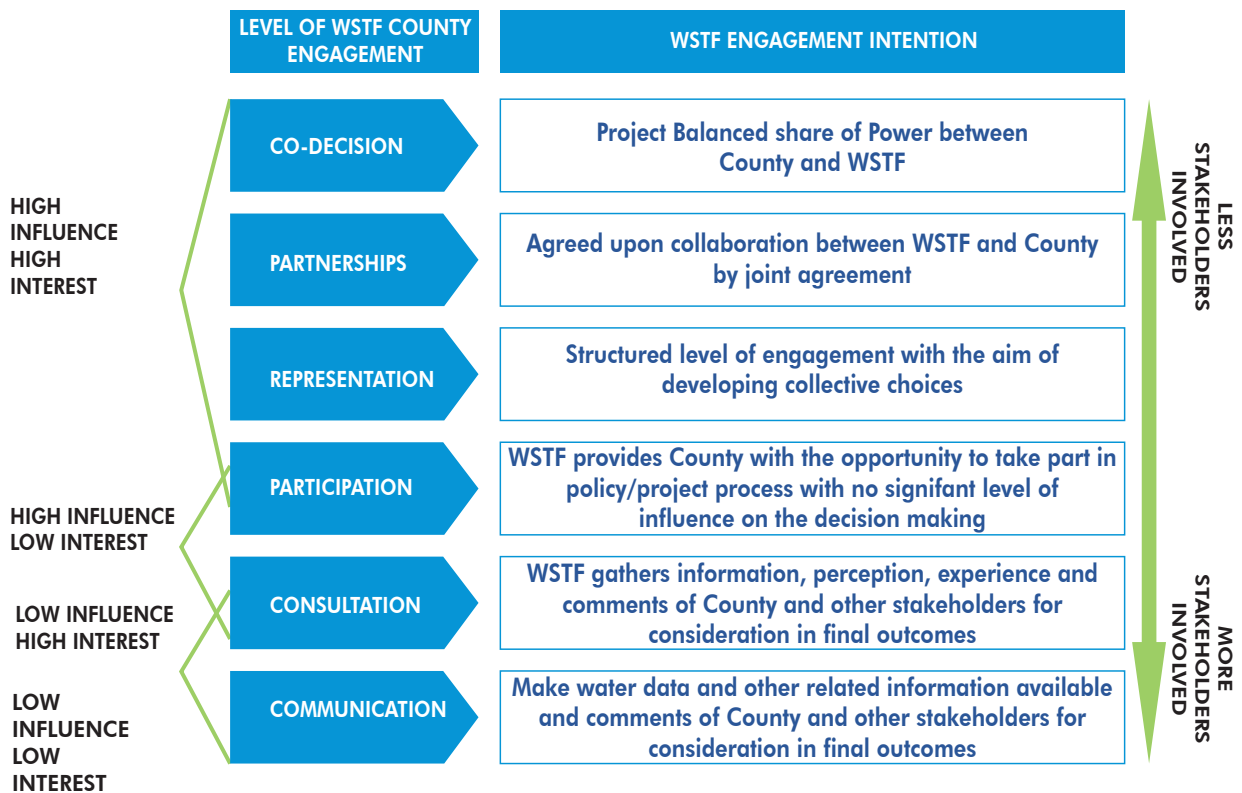 LEVEL OF WSTF COUNTY
ENGAGEMENT
WSTF ENGAGEMENT INTENTION
HIGH
INFLUENCE
HIGH
INTEREST
HIGH INFLUENCE
LOW INTEREST
LOW INFLUENCE
HIGH INTEREST
LOW
INFLUENCE
LOW
INTEREST
CO-DECISION
Project Balanced share of Power between
County and WSTF
PARTNERSHIPS
Agreed upon collaboration between WSTF and County
by joint agreement
REPRESENTATION
Structured level of engagement with the aim of
developing collective choices
PARTICIPATION
WSTF provides County with the opportunity to take part in
policy/project process with no signifant level of
influence on the decision making
CONSULTATION
WSTF gathers information, perception, experience and
comments of County and other stakeholders for
consideration in final outcomes
COMMUNICATION
Make water data and other related information available
and comments of County and other stakeholders for
consideration in final outcomes
LESS
STAKEHOLDERS
INVOLVED
MORE
STAKEHOLDERS
INVOLVED